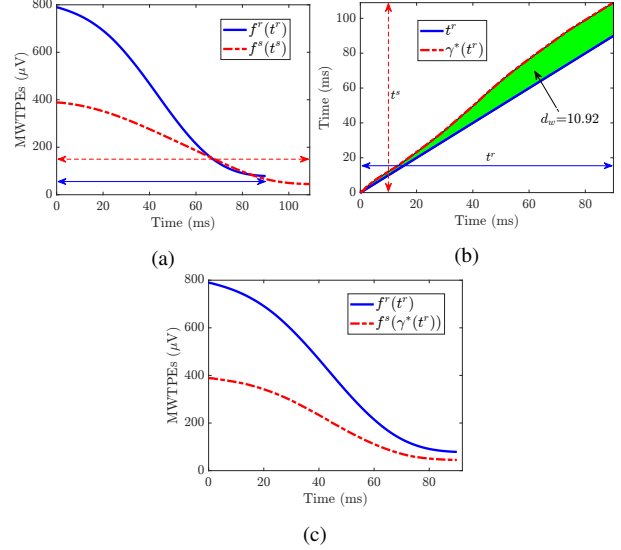 800
600
400
200
0
MWTPEs (μV)
f^r(t^r)
f^s(t^s)
0 20 40 60 80 100
Time (ms)
(a)
100
80
60
40
20
0
Time (ms)
t^r
γ*(t^r)
t^s
d_w=10.92
t^r
0 20 40 60 80
Time (ms)
(b)
800
600
400
200
0
MWTPEs (μV)
f^r(t^r)
f^s(γ*(t^r))
0 20 40 60 80
Time (ms)
(c)